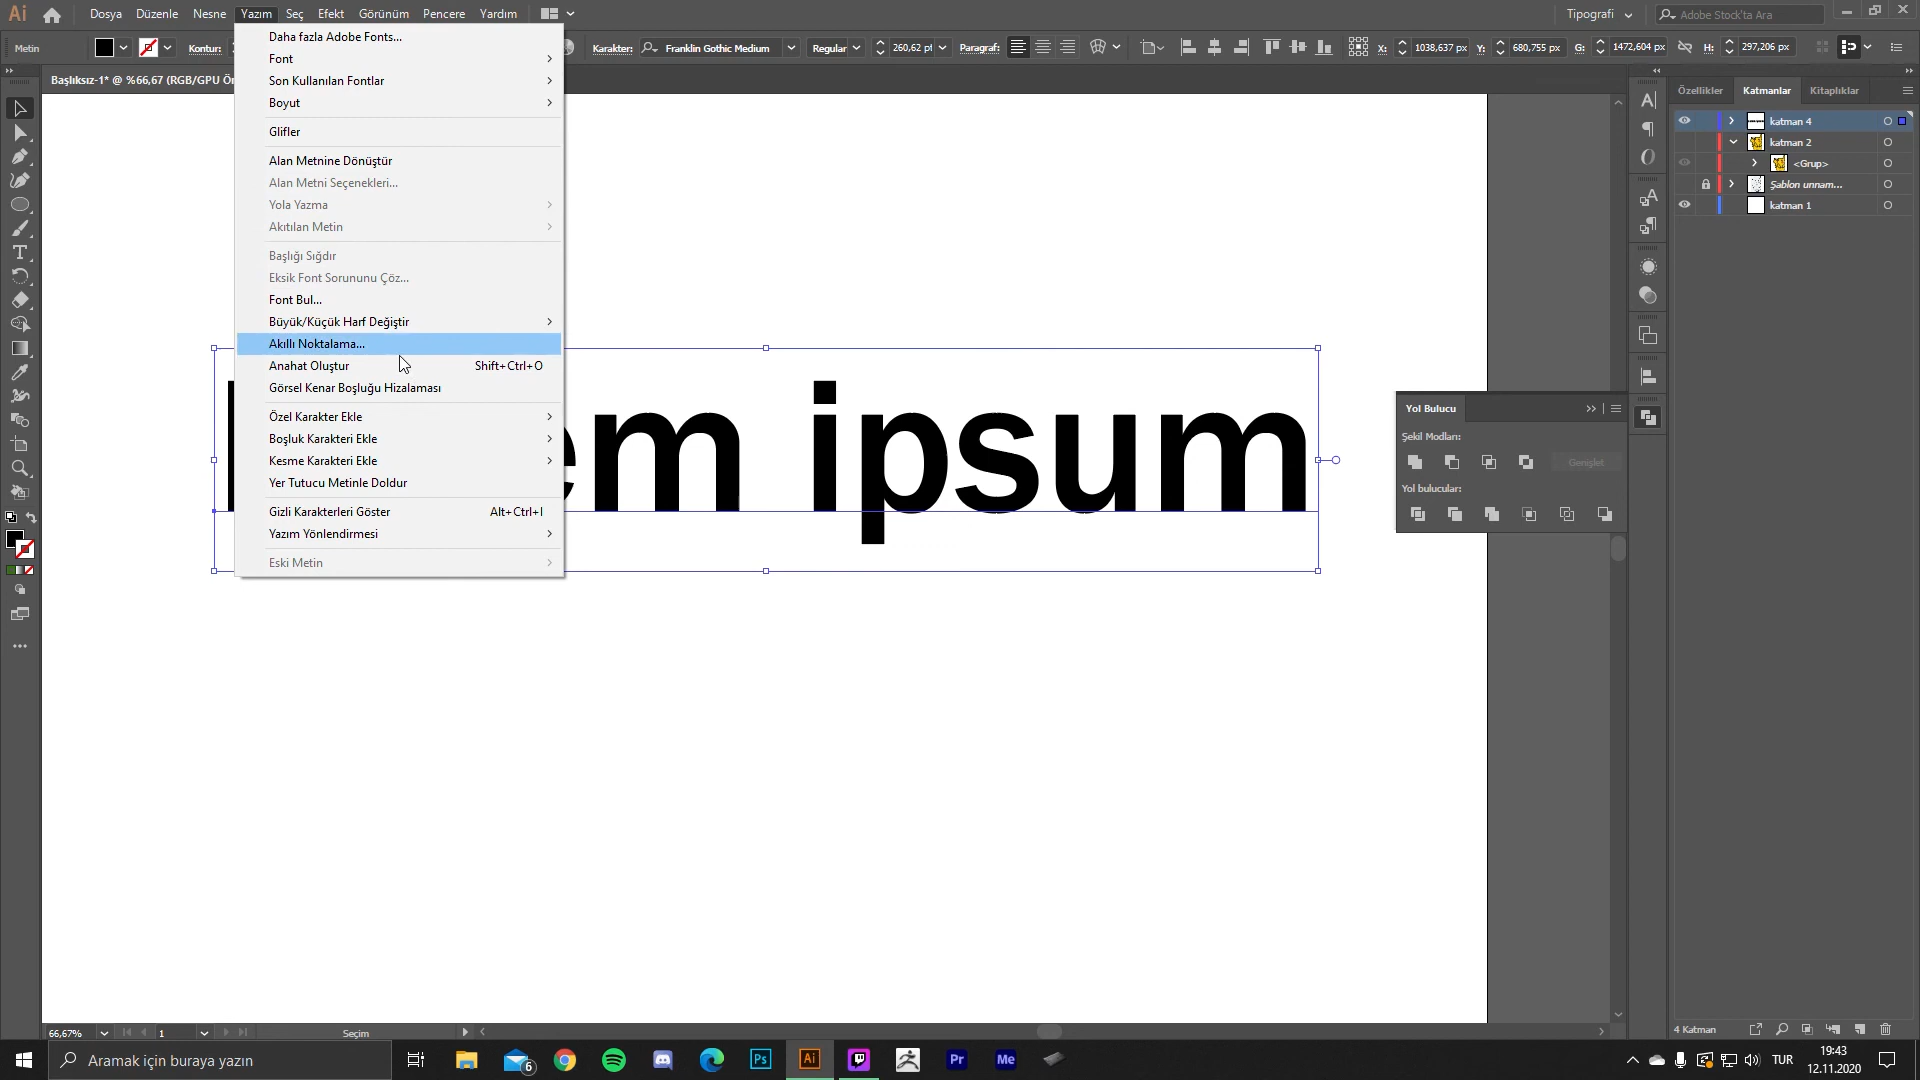 Ai Dosya Düzenle Nesne Yazım Seç Efekt Görünüm Pencere Yardım Tipografi Adobe Stock'ta Ara
Metin Kontur: Karakter: Franklin Gothic Medium Regular 260,62 pt Paragraf: X: 1038,637 px Y: 680,755 px G: 1472,604 px H: 297,206 px
Başlıksız-1* @ %66,67 (RGB/GPU Ön
Daha fazla Adobe Fonts...
Font
Son Kullanılan Fontlar
Boyut
Glifler
Alan Metnine Dönüştür
Alan Metni Seçenekleri...
Yola Yazma
Akıtılan Metin
Başlığı Sığdır
Eksik Font Sorununu Çöz...
Font Bul...
Büyük/Küçük Harf Değiştir
Akıllı Noktalama...
Anahat Oluştur Shift+Ctrl+O
Görsel Kenar Boşluğu Hizalaması
Özel Karakter Ekle
Boşluk Karakteri Ekle
Kesme Karakteri Ekle
Yer Tutucu Metinle Doldur
Gizli Karakterleri Göster Alt+Ctrl+I
Yazım Yönlendirmesi
Eski Metin
em ipsum
Yol Bulucu
Şekil Modları:
Genişlet
Yol bulucular:
Özellikler Katmanlar Kitaplıklar
katman 4
katman 2
<Grup>
Şablon unnam...
katman 1
4 Katman
66,67% 1 Seçim
Aramak için buraya yazın 6 Ps Ai Pr Me TUR
19:43
12.11.2020